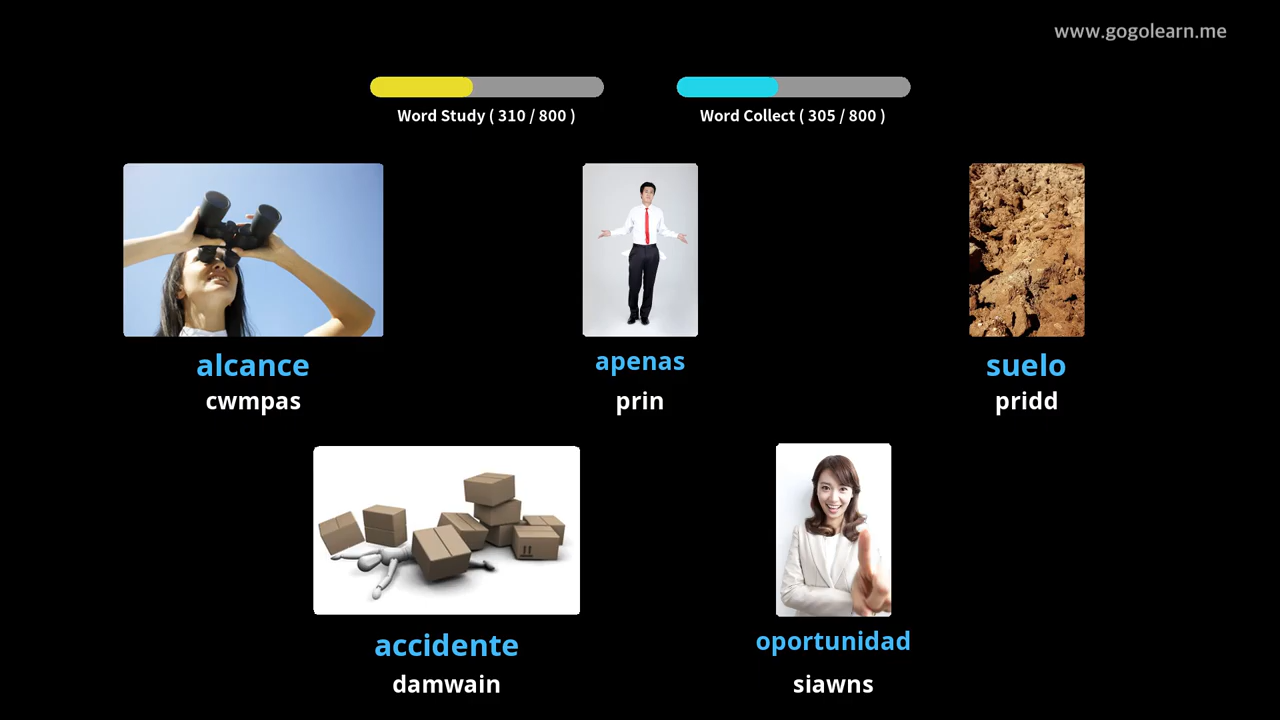 www.gogolearn.me
Word Study ( 310 / 800 )
Word Collect ( 305 / 800 )
alcance
cwmpas
apenas
prin
suelo
pridd
accidente
damwain
oportunidad
siawns